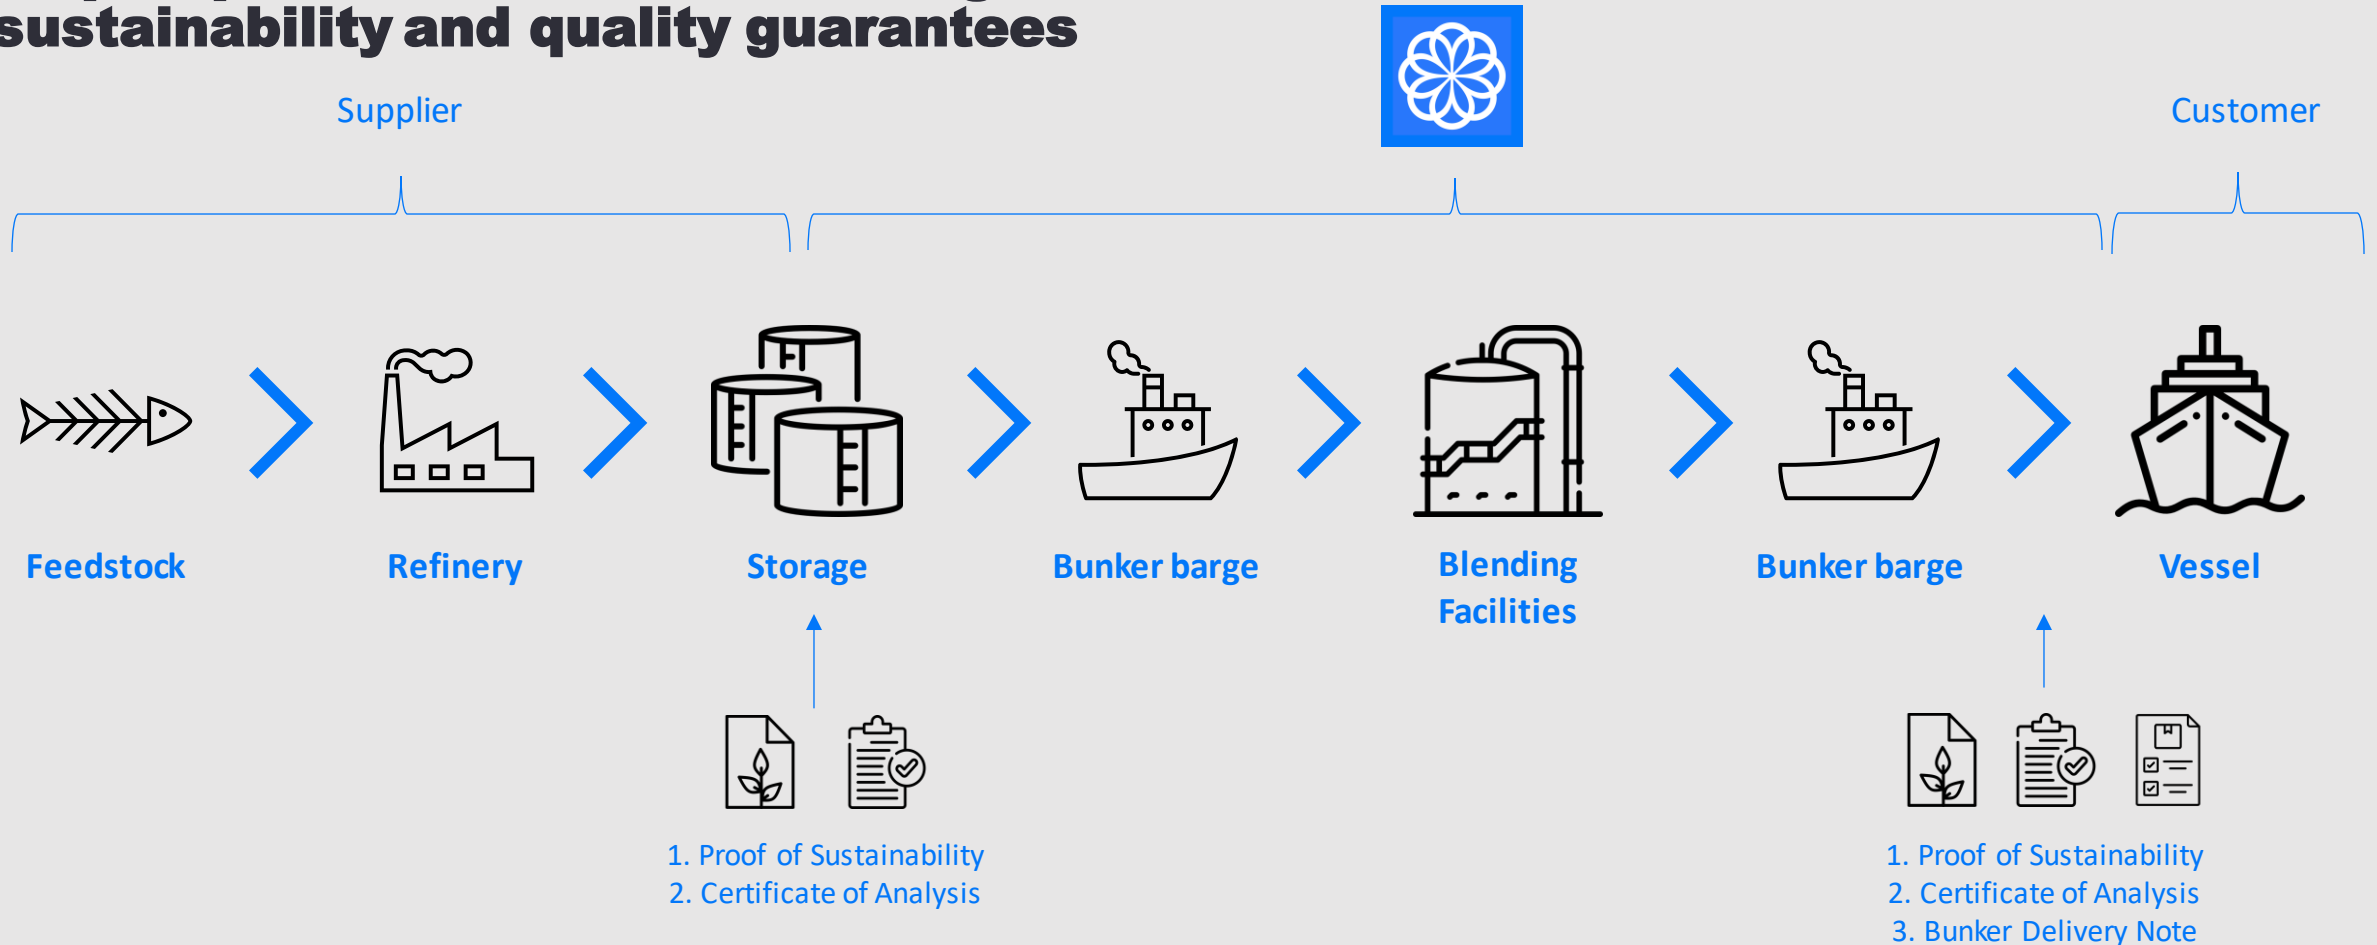 sustainability and quality guarantees
Supplier
Customer
Feedstock
Refinery
Storage
Bunker barge
Blending
Facilities
Bunker barge
Vessel
1. Proof of Sustainability
2. Certificate of Analysis
1. Proof of Sustainability
2. Certificate of Analysis
3. Bunker Delivery Note